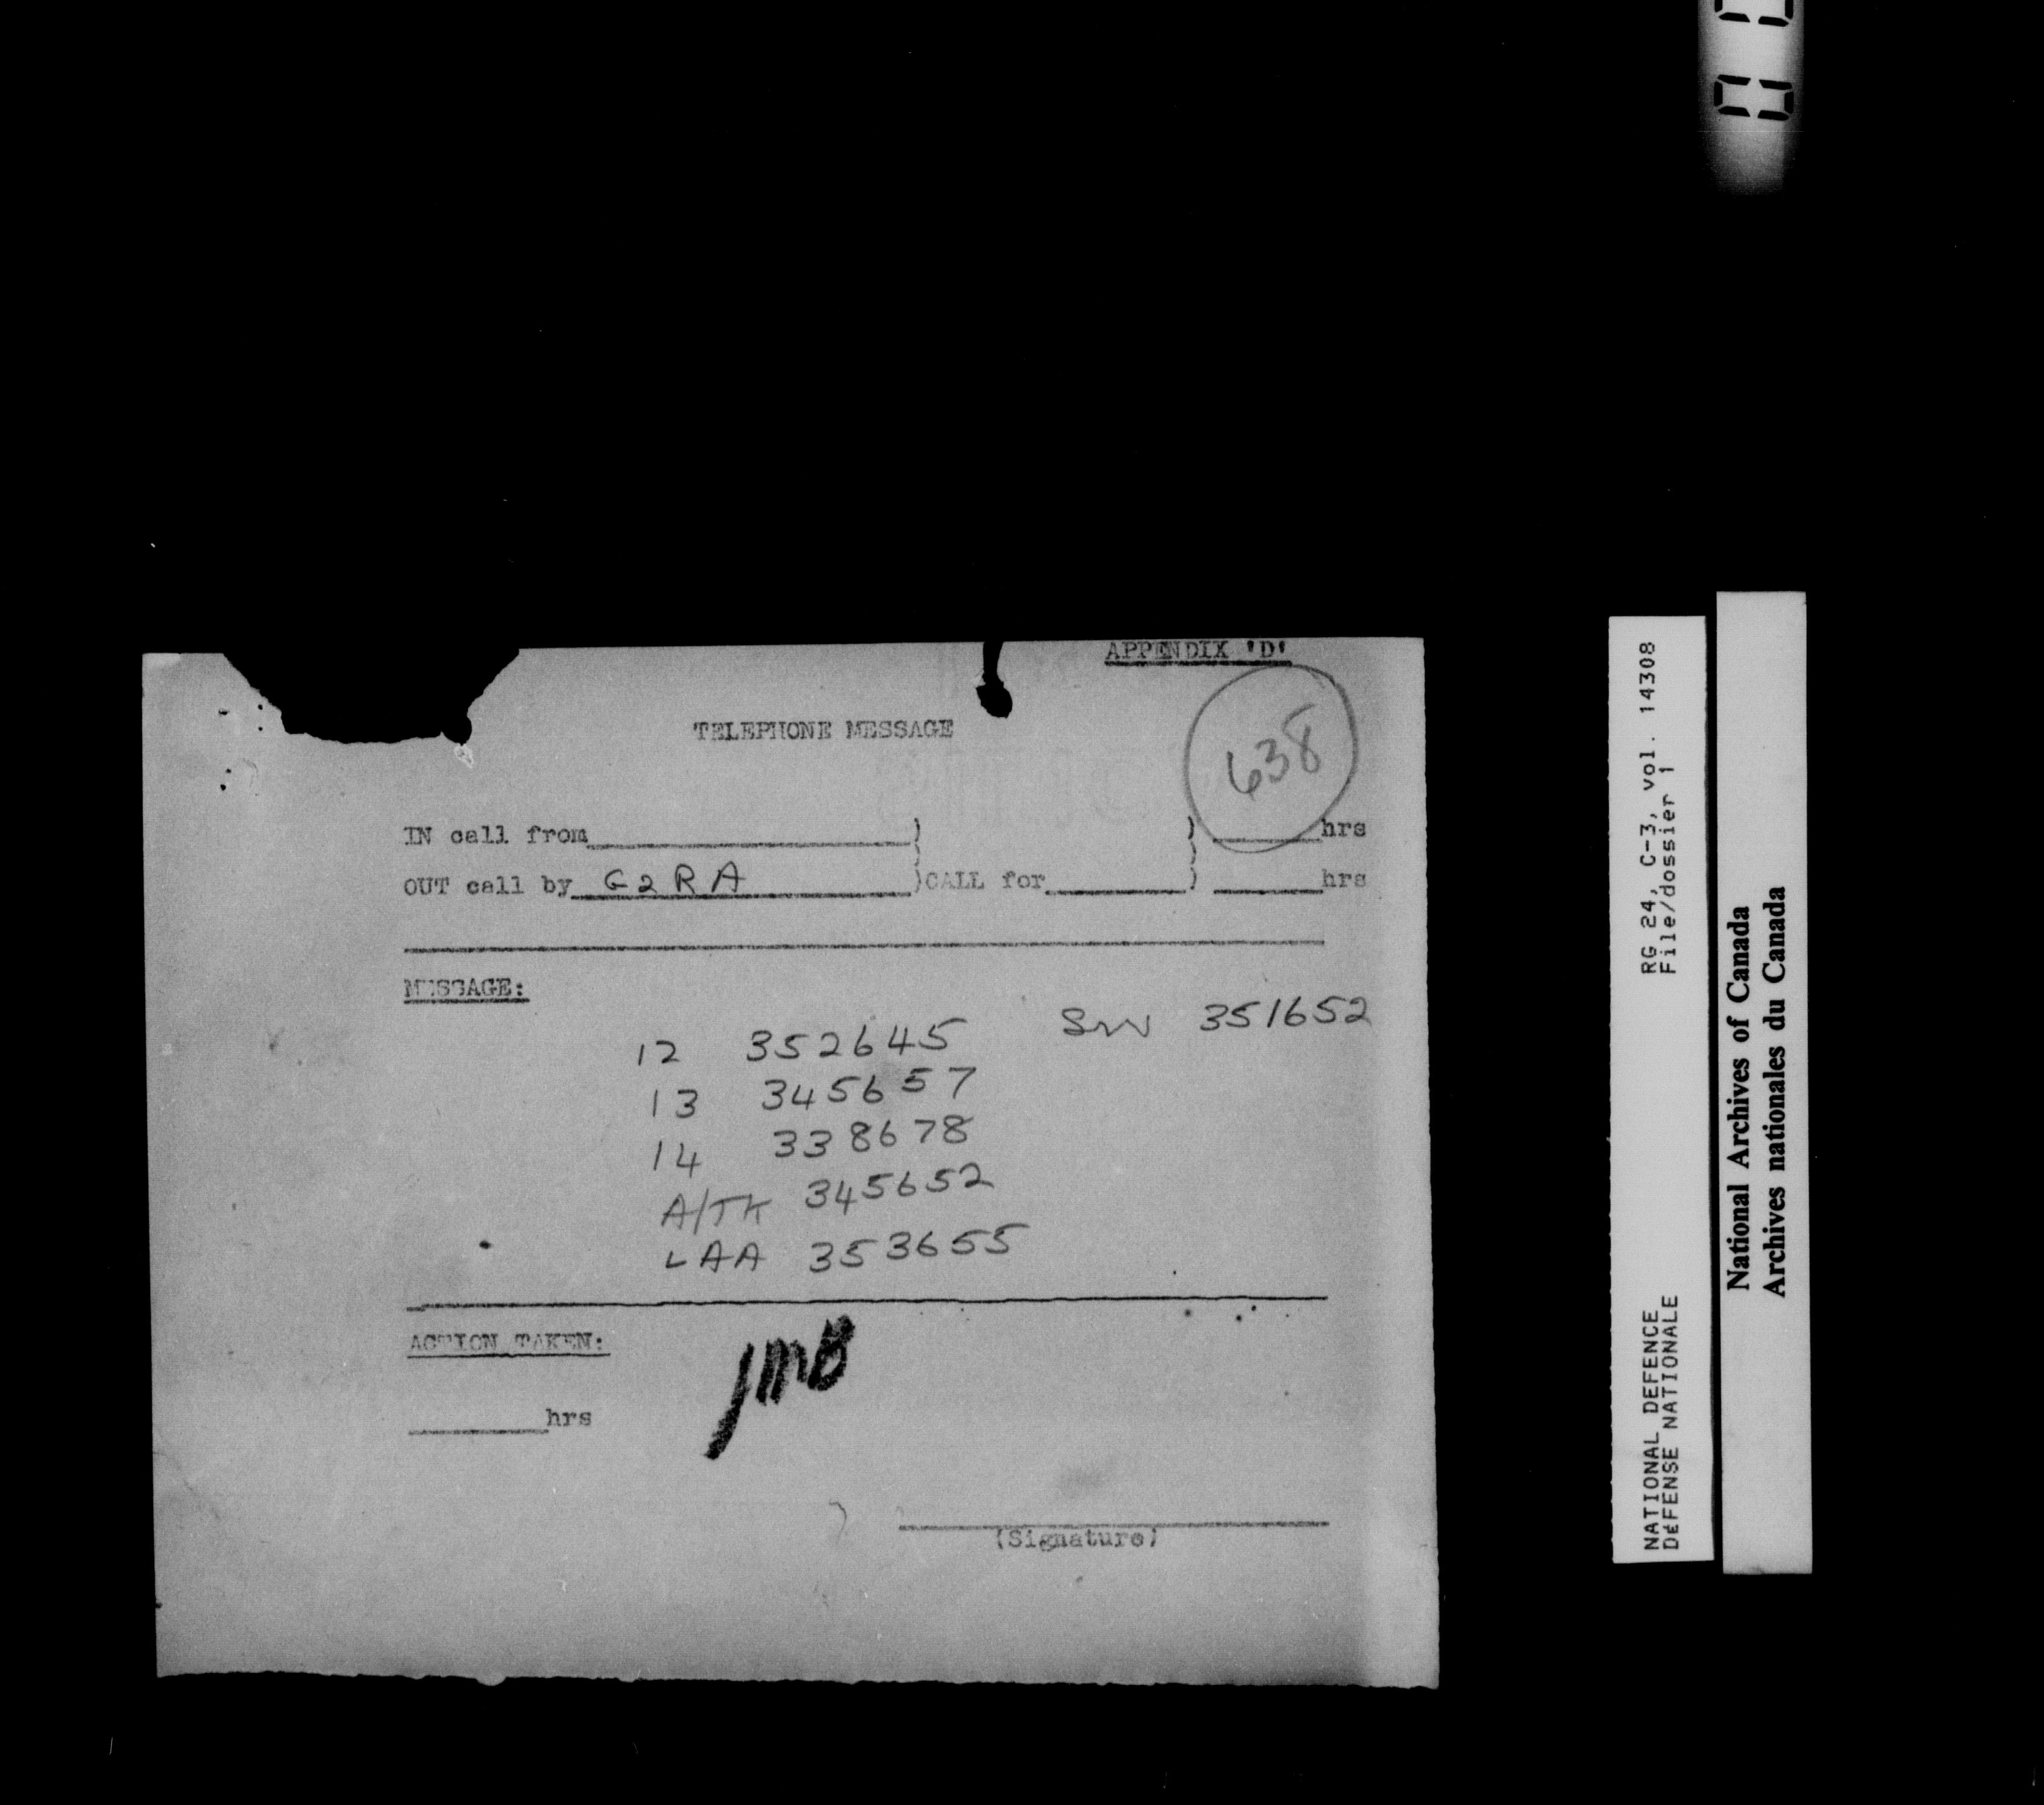 APPENDIX 'D'
638
TELEPHONE MESSAGE
IN call from ) ) hrs
OUT call by G2RA )CALL for ) hrs
MESSAGE:
351652
12 352645
13 345657
14 338678
A/TK 345652
LAA 353655
ACTION TAKEN:
hrs
(Signature)
RG 24, C-3, vol. 14308
File/dossier 1
NATIONAL DEFENCE
DÉFENSE NATIONALE
National Archives of Canada
Archives nationales du Canada